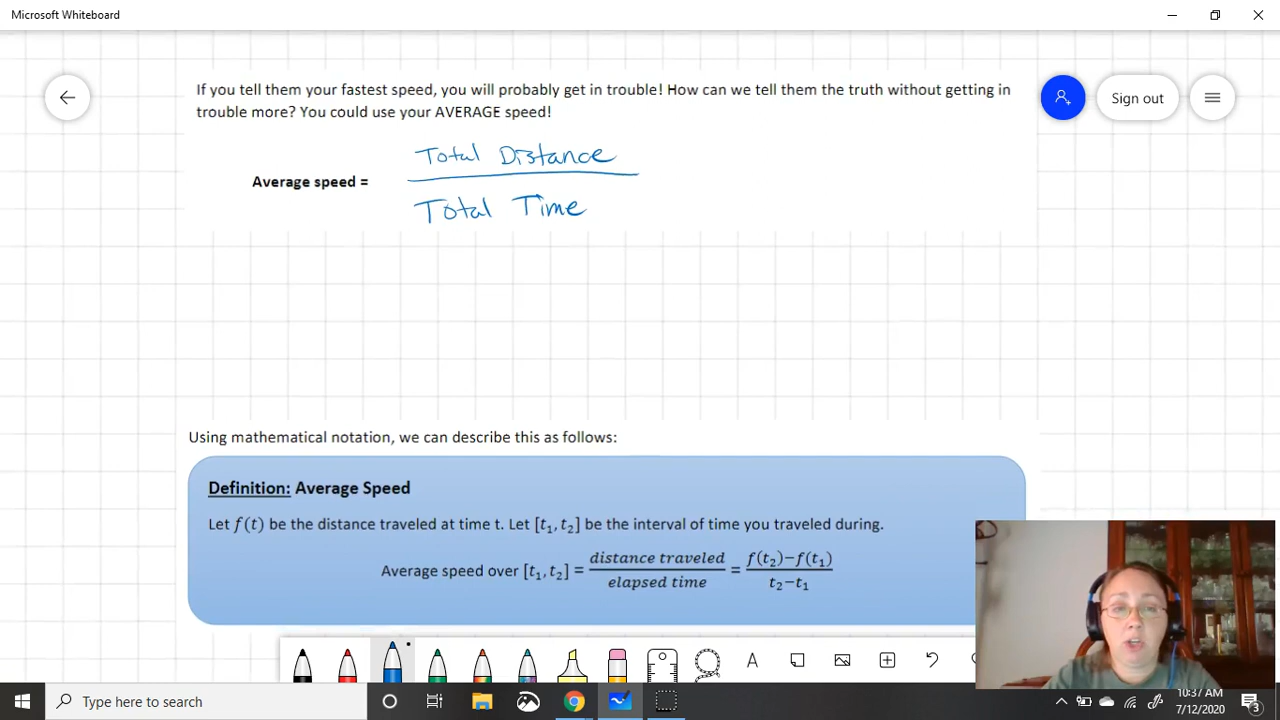 Microsoft Whiteboard
If you tell them your fastest speed, you will probably get in trouble! How can we tell them the truth without getting in
trouble more? You could use your AVERAGE speed!
Sign out
Total Distance
Average speed =
Total Time
Using mathematical notation, we can describe this as follows:
Definition: Average Speed
Let f(t) be the distance traveled at time t. Let [t₁, t₂] be the interval of time you traveled during.
Average speed over [t₁, t₂] = distance traveled / elapsed time = f(t₂)−f(t₁) / t₂−t₁
A
Type here to search
10:37 AM
7/12/2020
3